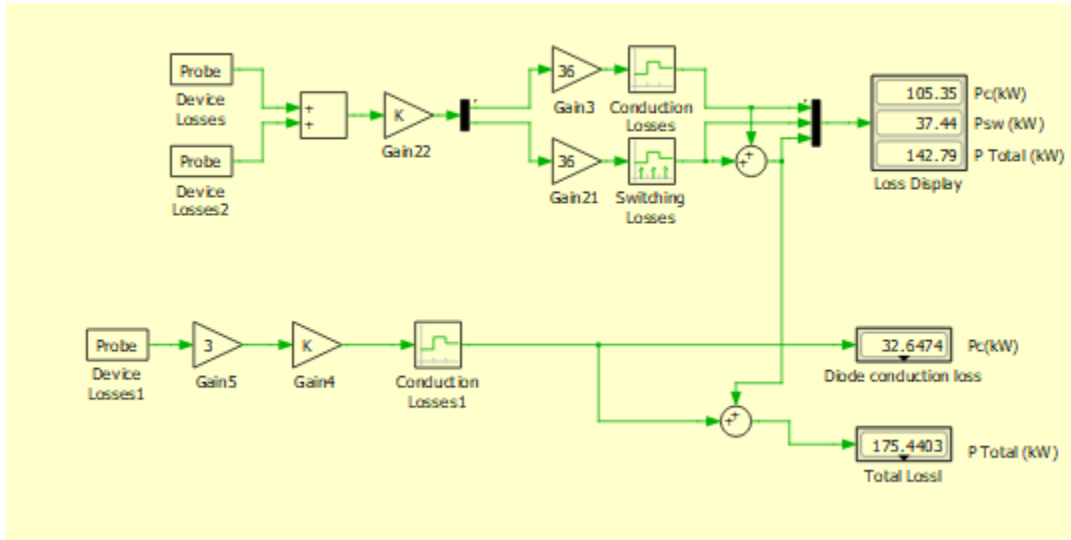 Probe
Device
Losses
Probe
Device
Losses2
+
+
K
Gain22
36
Gain3
Conduction
Losses
36
Gain21
Switching
Losses
+
+
105.35 Pc(kW)
37.44 Psw (kW)
142.79 P Total (kW)
Loss Display
Probe
Device
Losses1
3
Gain5
K
Gain4
Conduction
Losses1
32.6474 Pc(kW)
Diode conduction loss
+
+
175.4403 P Total (kW)
Total LossI